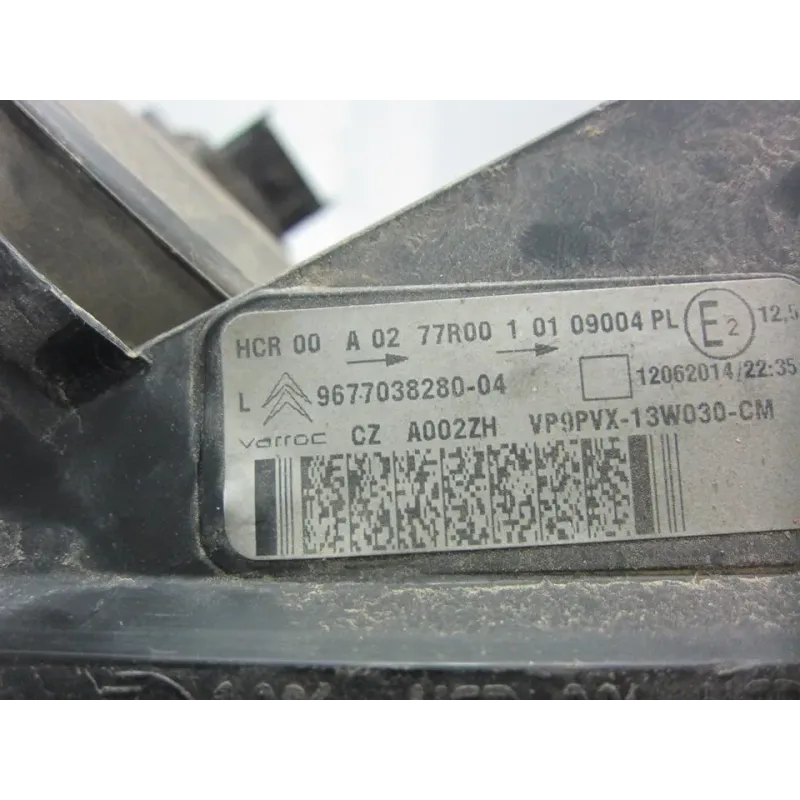 HCR 00 A 02 77R00 1 01 09004 PL E2 12,5
L 9677038280-04 12062014/22:35
varroc CZ A002ZH VP9PVX-13W030-CM